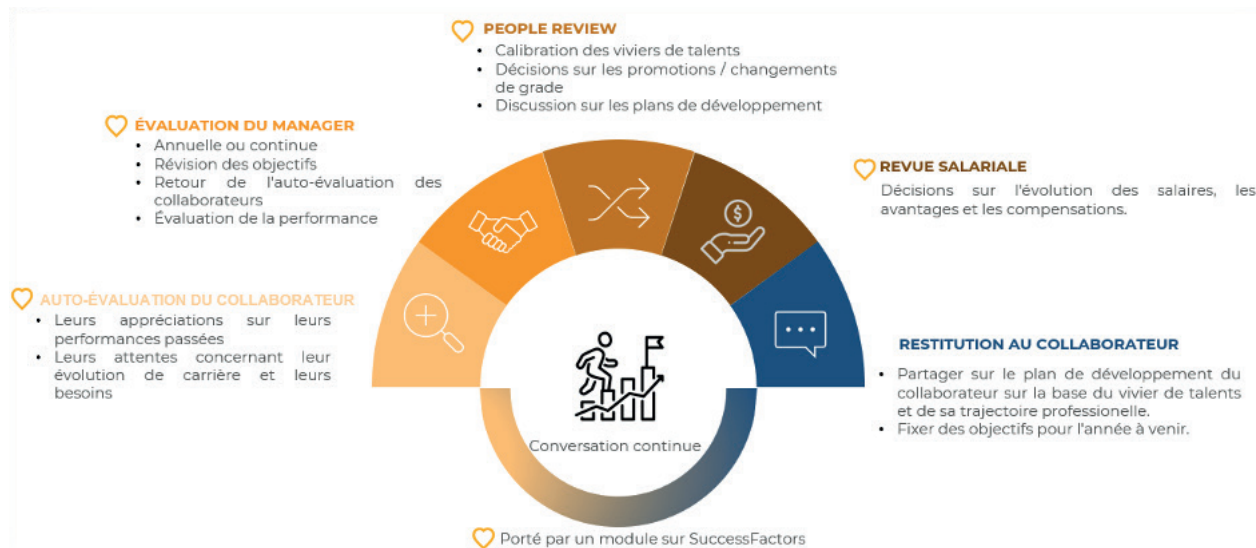 PEOPLE REVIEW
• Calibration des viviers de talents
• Décisions sur les promotions / changements
de grade
• Discussion sur les plans de développement
ÉVALUATION DU MANAGER
• Annuelle ou continue
• Révision des objectifs
• Retour de l'auto-évaluation des
collaborateurs
• Évaluation de la performance
REVUE SALARIALE
Décisions sur l'évolution des salaires, les
avantages et les compensations.
$
AUTO-ÉVALUATION DU COLLABORATEUR
• Leurs appréciations sur leurs
performances passées
• Leurs attentes concernant leur
évolution de carrière et leurs
besoins
RESTITUTION AU COLLABORATEUR
• Partager sur le plan de développement du
collaborateur sur la base du vivier de talents
et de sa trajectoire professionelle.
• Fixer des objectifs pour l'année à venir.
Conversation continue
Porté par un module sur SuccessFactors